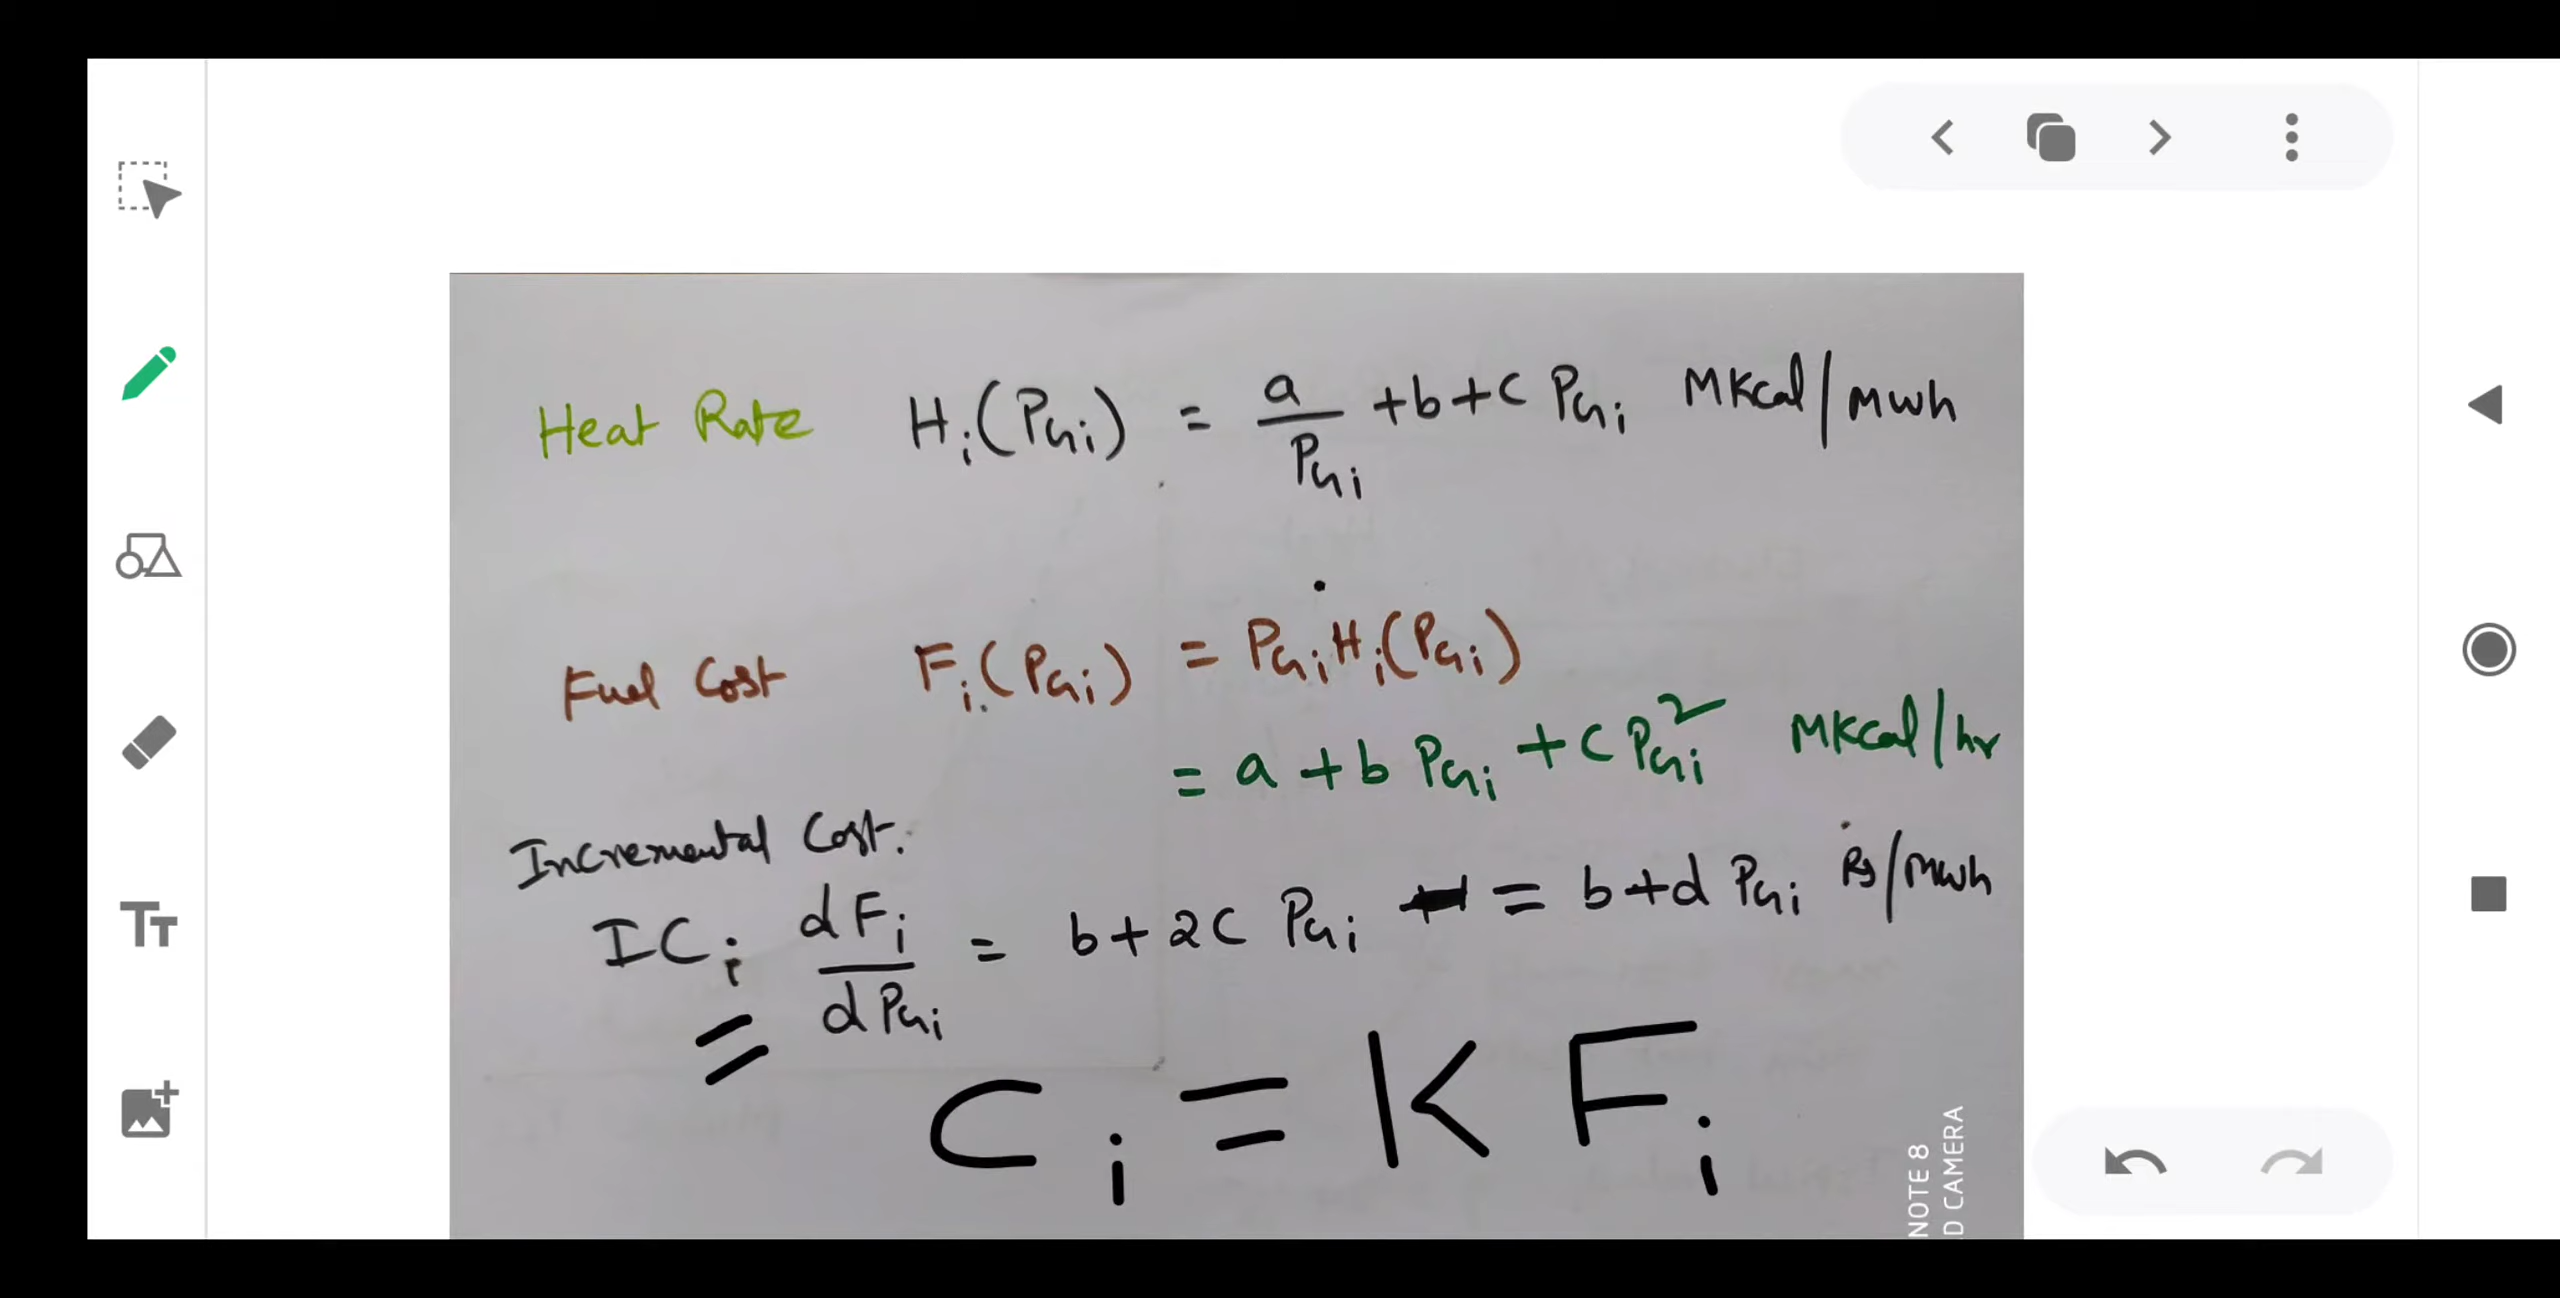 Heat Rate H_i(P_Gi) = a/P_Gi + b + c P_Gi MKcal/Mwh
Fuel Cost F_i(P_Gi) = P_Gi H_i(P_Gi)
= a + b P_Gi + c P_Gi^2 MKcal/hr
Incremental Cost.
IC_i = dF_i/dP_Gi = b + 2c P_Gi = b + d P_Gi Rs/Mwh
C_i = K F_i
NOTE 8
D CAMERA
Tт